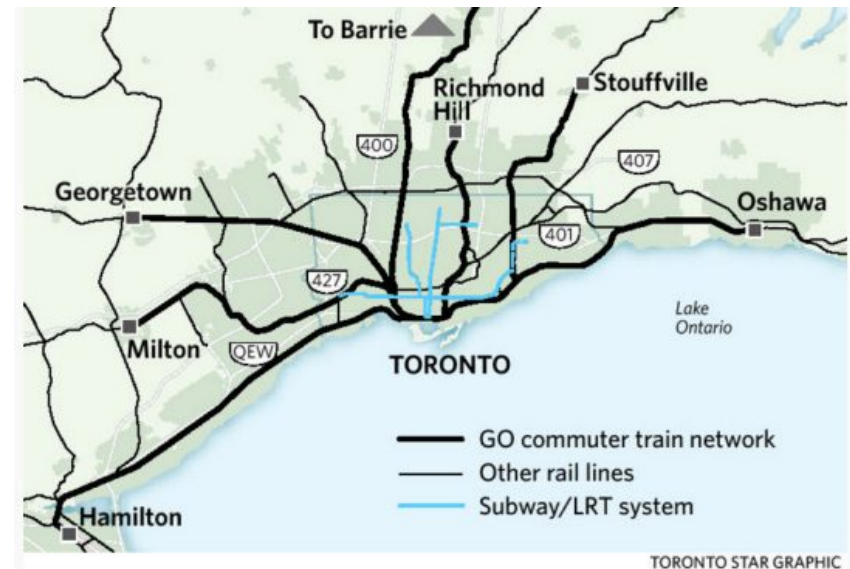 To Barrie
Richmond
Hill
Stouffville
400
407
Georgetown
Oshawa
401
427
Lake
Ontario
Milton
QEW
TORONTO
GO commuter train network
Other rail lines
Subway/LRT system
Hamilton
TORONTO STAR GRAPHIC